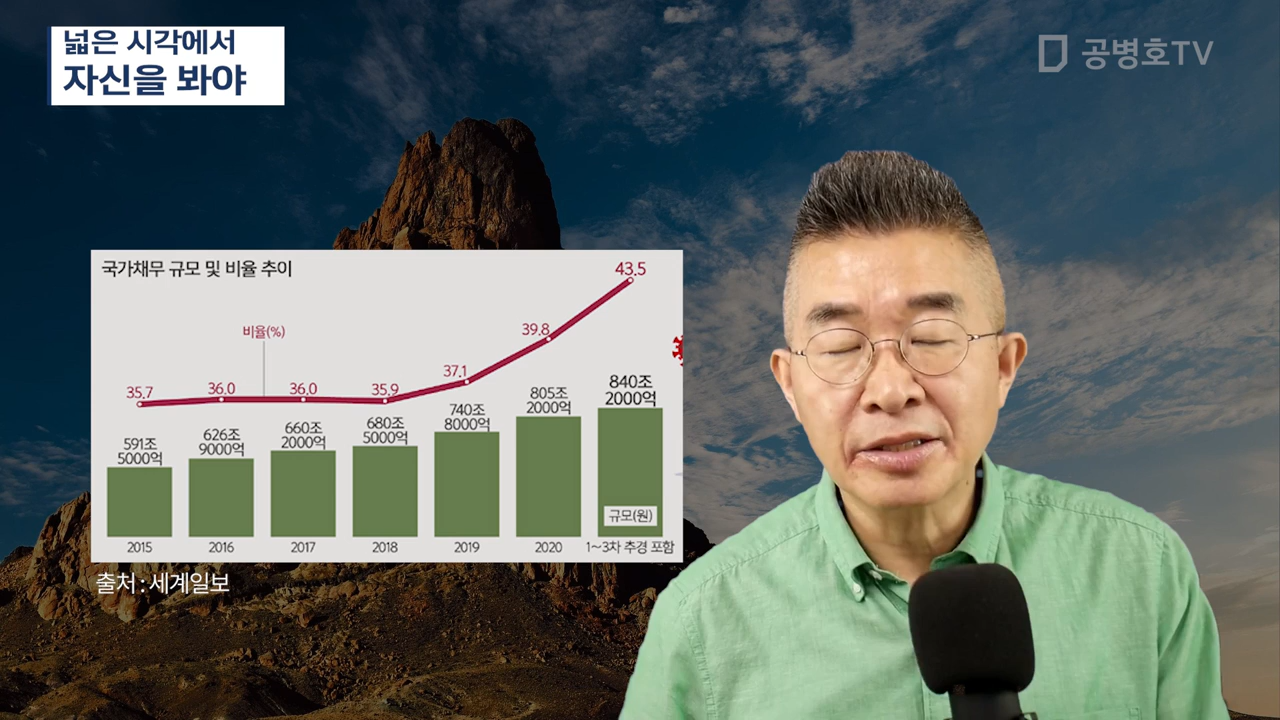 넓은 시각에서
자신을 봐야
공병호TV
국가채무 규모 및 비율 추이
비율(%)
35.7
36.0
36.0
35.9
37.1
39.8
43.5
591조
5000억
626조
9000억
660조
2000억
680조
5000억
740조
8000억
805조
2000억
840조
2000억
규모(원)
2015
2016
2017
2018
2019
2020
1~3차 추경 포함
출처 : 세계일보